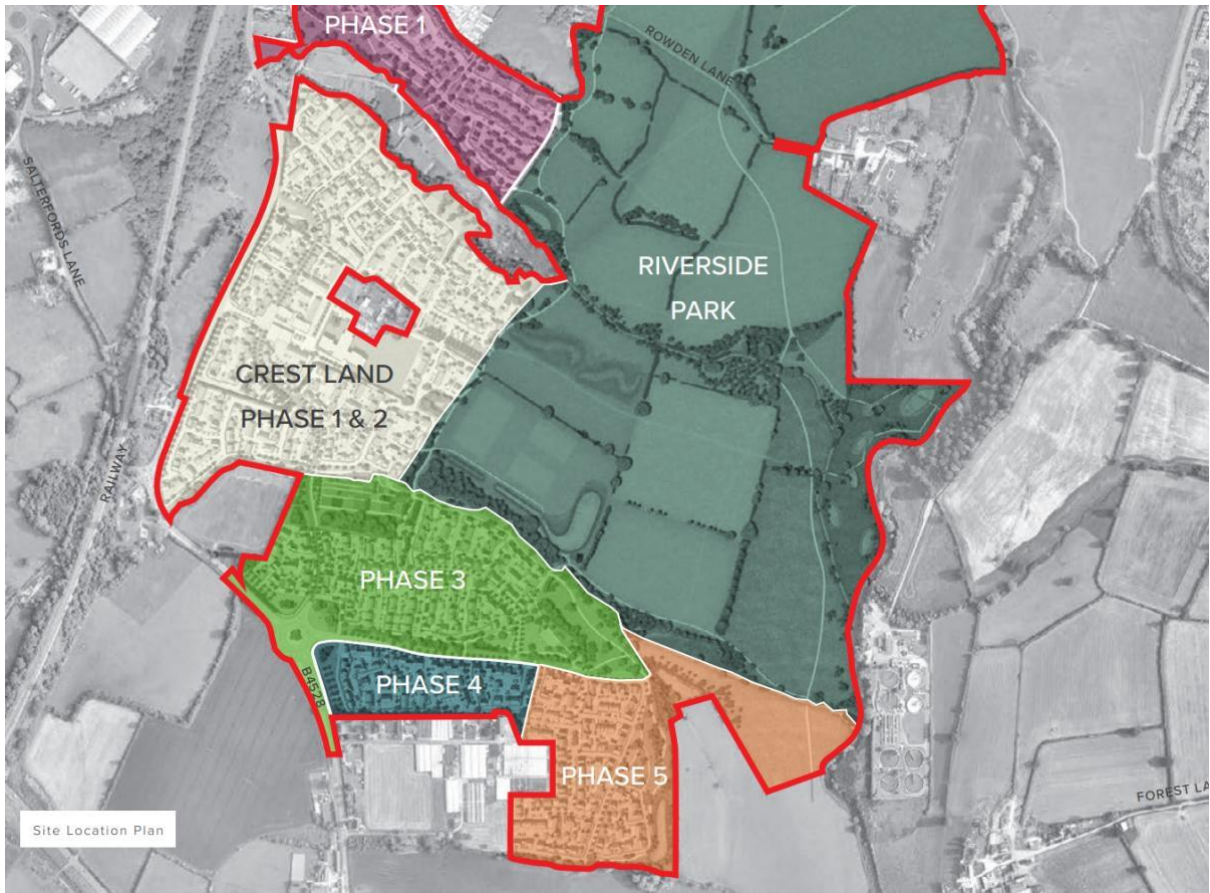 PHASE 1
ROWDEN LANE
SALTERFORDS LANE
RIVERSIDE
PARK
CREST LAND
PHASE 1 & 2
RAILWAY
PHASE 3
B4528
PHASE 4
PHASE 5
FOREST LA
Site Location Plan